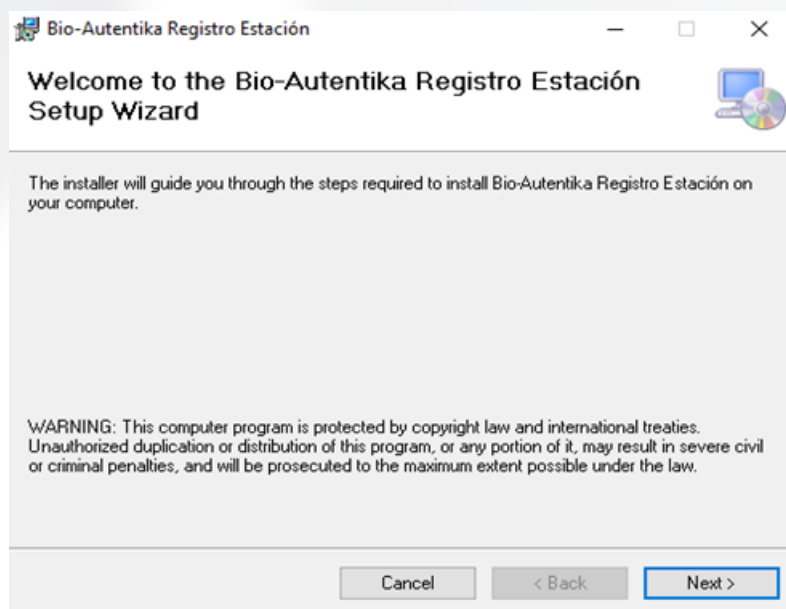 Bio-Autentika Registro Estación
Welcome to the Bio-Autentika Registro Estación
Setup Wizard
The installer will guide you through the steps required to install Bio-Autentika Registro Estación on
your computer.
WARNING: This computer program is protected by copyright law and international treaties.
Unauthorized duplication or distribution of this program, or any portion of it, may result in severe civil
or criminal penalties, and will be prosecuted to the maximum extent possible under the law.
Cancel
< Back
Next >